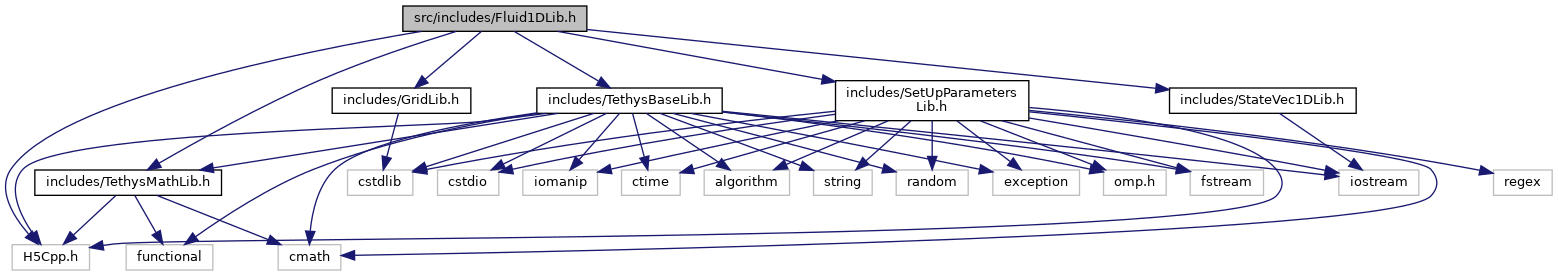 src/includes/Fluid1DLib.h
includes/GridLib.h
includes/TethysBaseLib.h
includes/SetUpParameters
Lib.h
includes/StateVec1DLib.h
includes/TethysMathLib.h
cstdlib
cstdio
iomanip
ctime
algorithm
string
random
exception
omp.h
fstream
iostream
regex
H5Cpp.h
functional
cmath